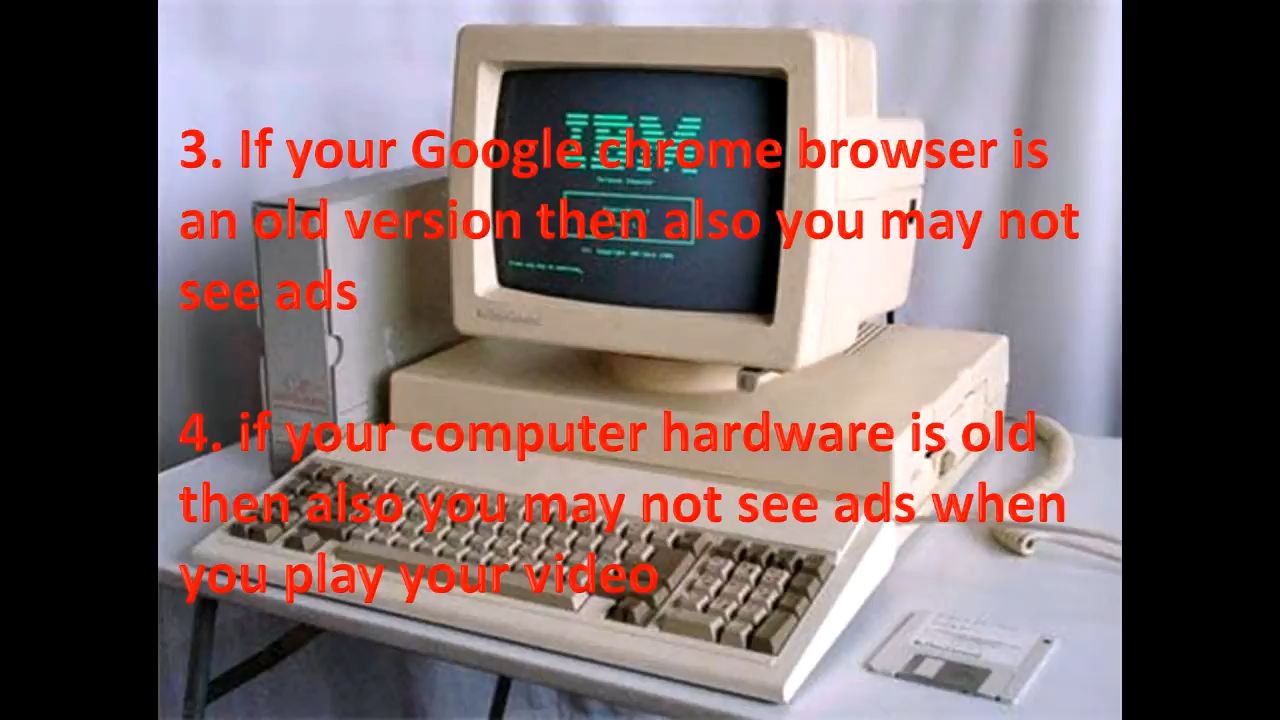 IBM
3. If your Google chrome browser is
an old version then also you may not
see ads
4. if your computer hardware is old
then also you may not see ads when
you play your video